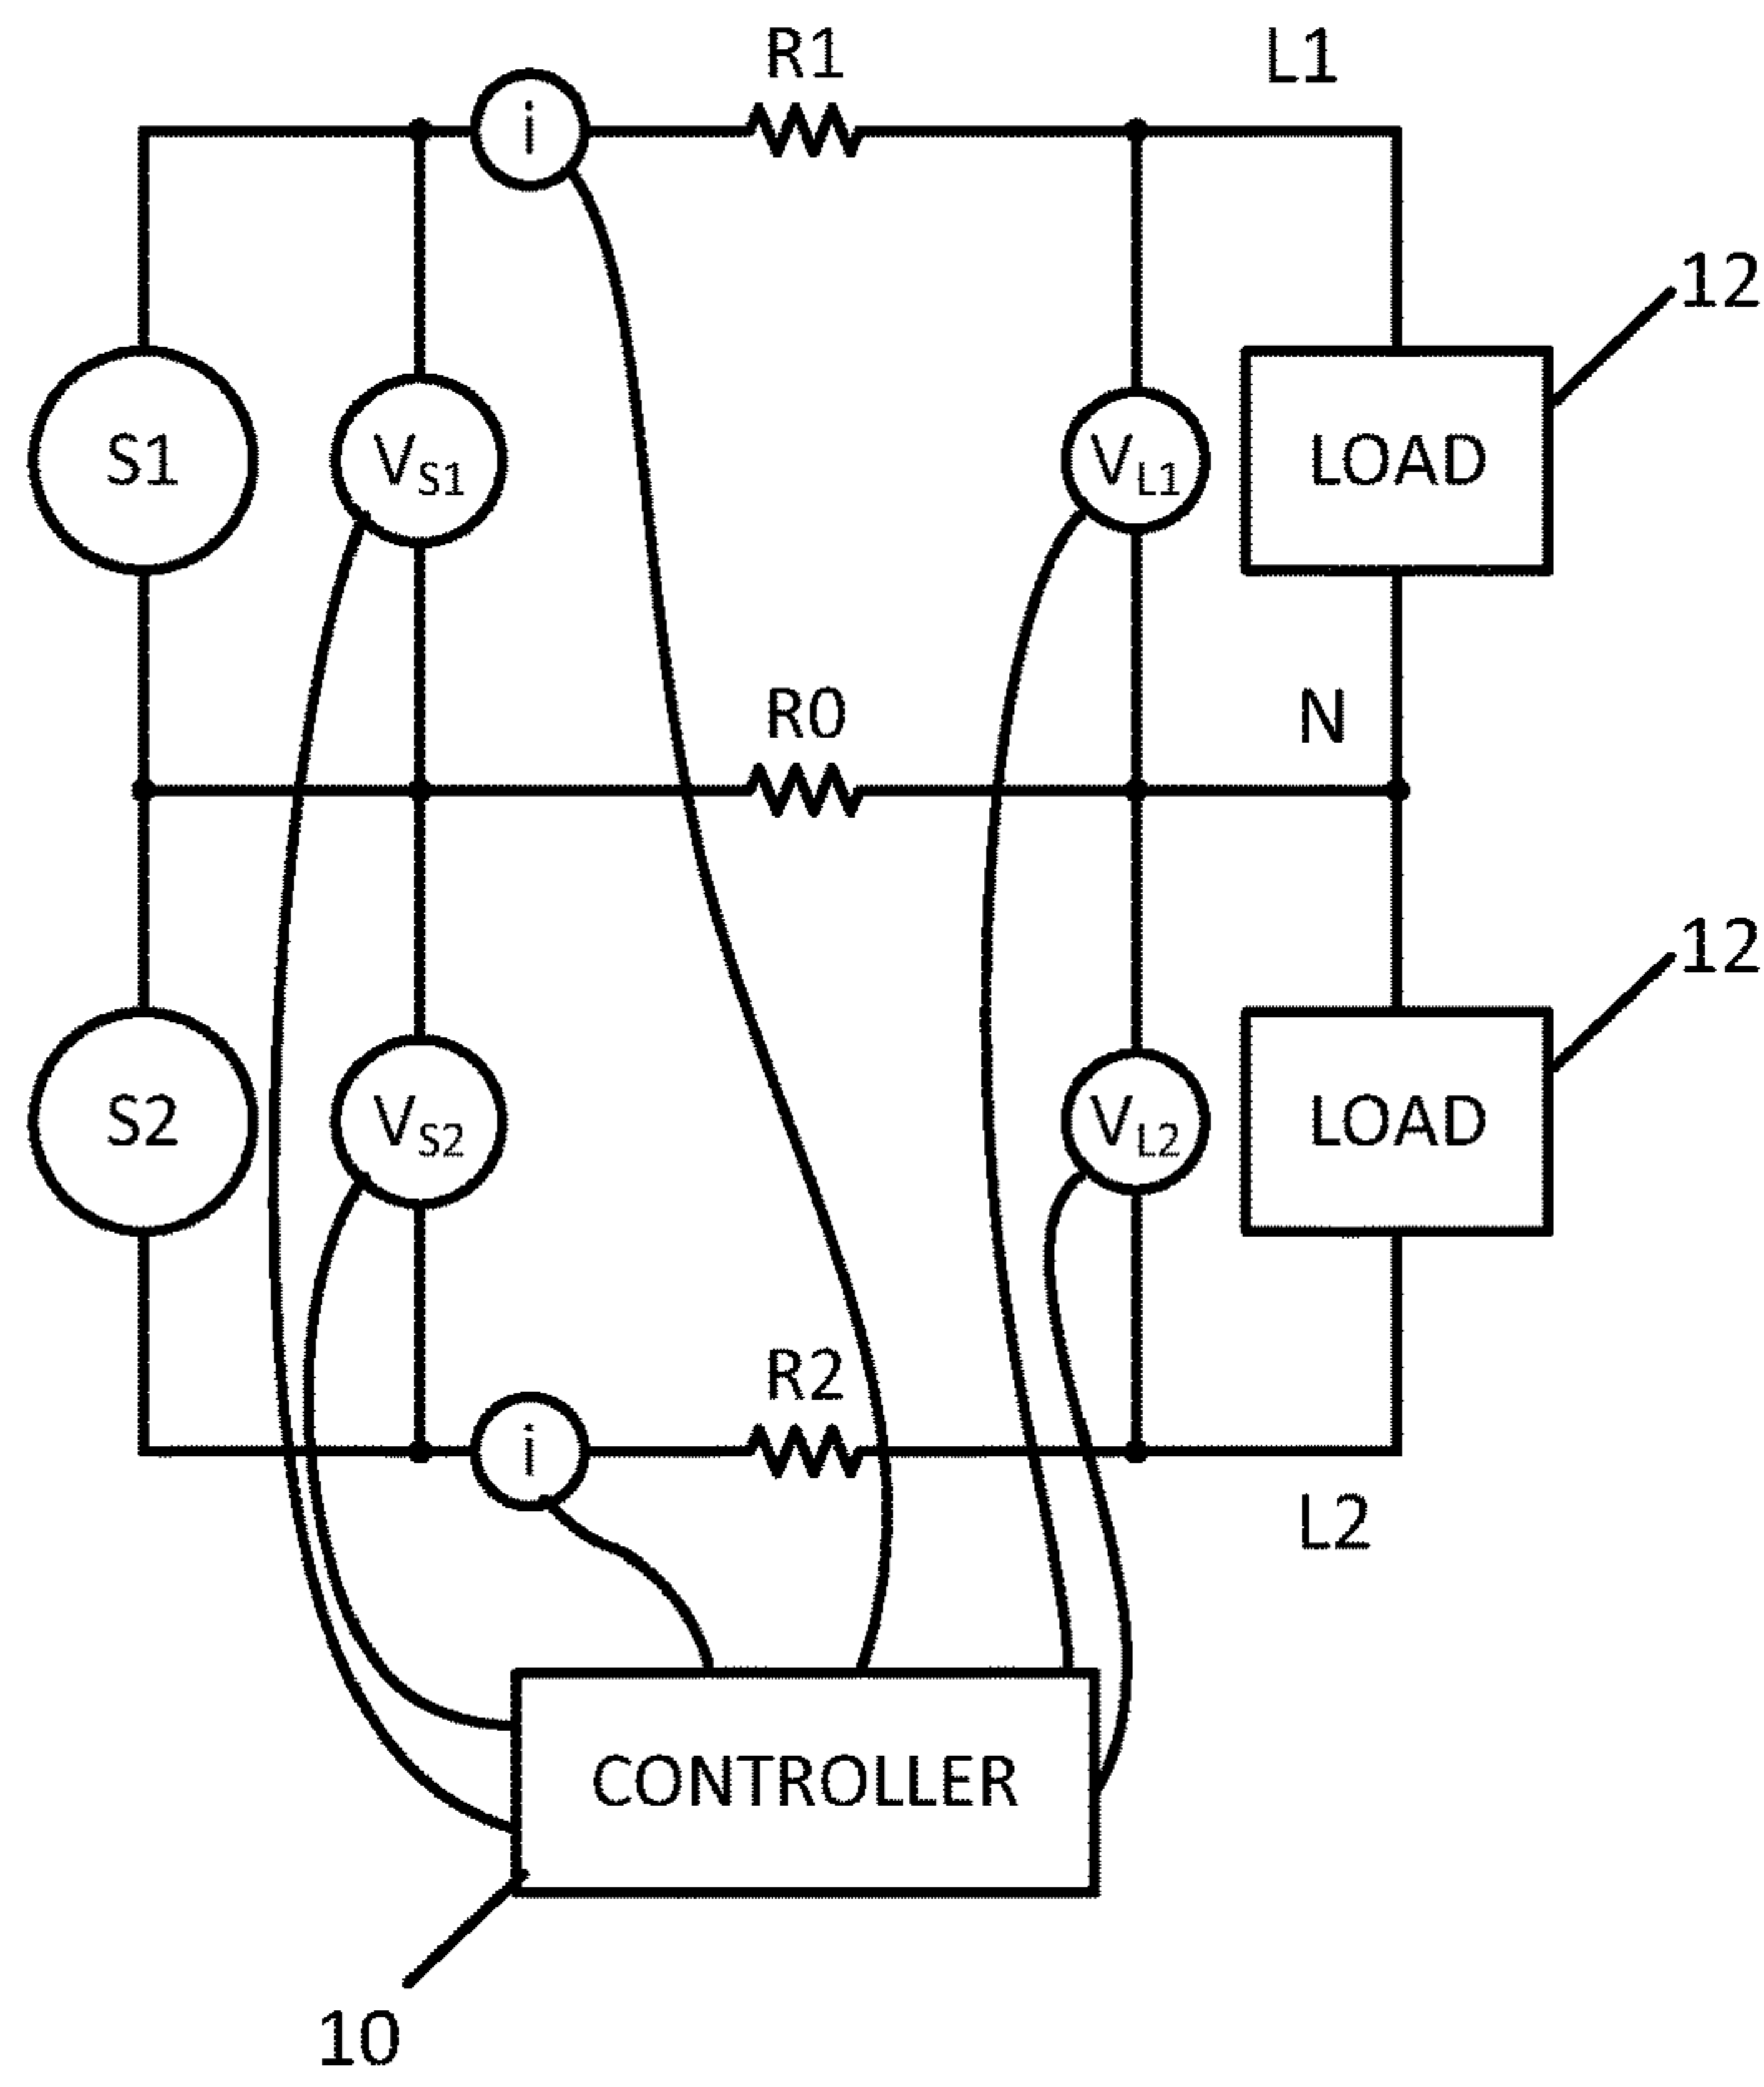 R1 L1
i
12
S1 VS1 VL1 LOAD
R0 N
12
S2 VS2 VL2 LOAD
R2
i
L2
CONTROLLER
10